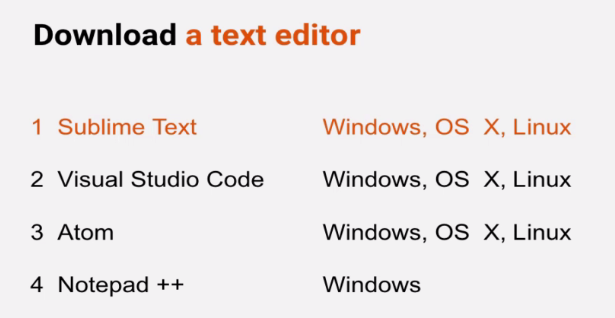 Download a text editor
1 Sublime Text Windows, OS X, Linux
2 Visual Studio Code Windows, OS X, Linux
3 Atom Windows, OS X, Linux
4 Notepad ++ Windows